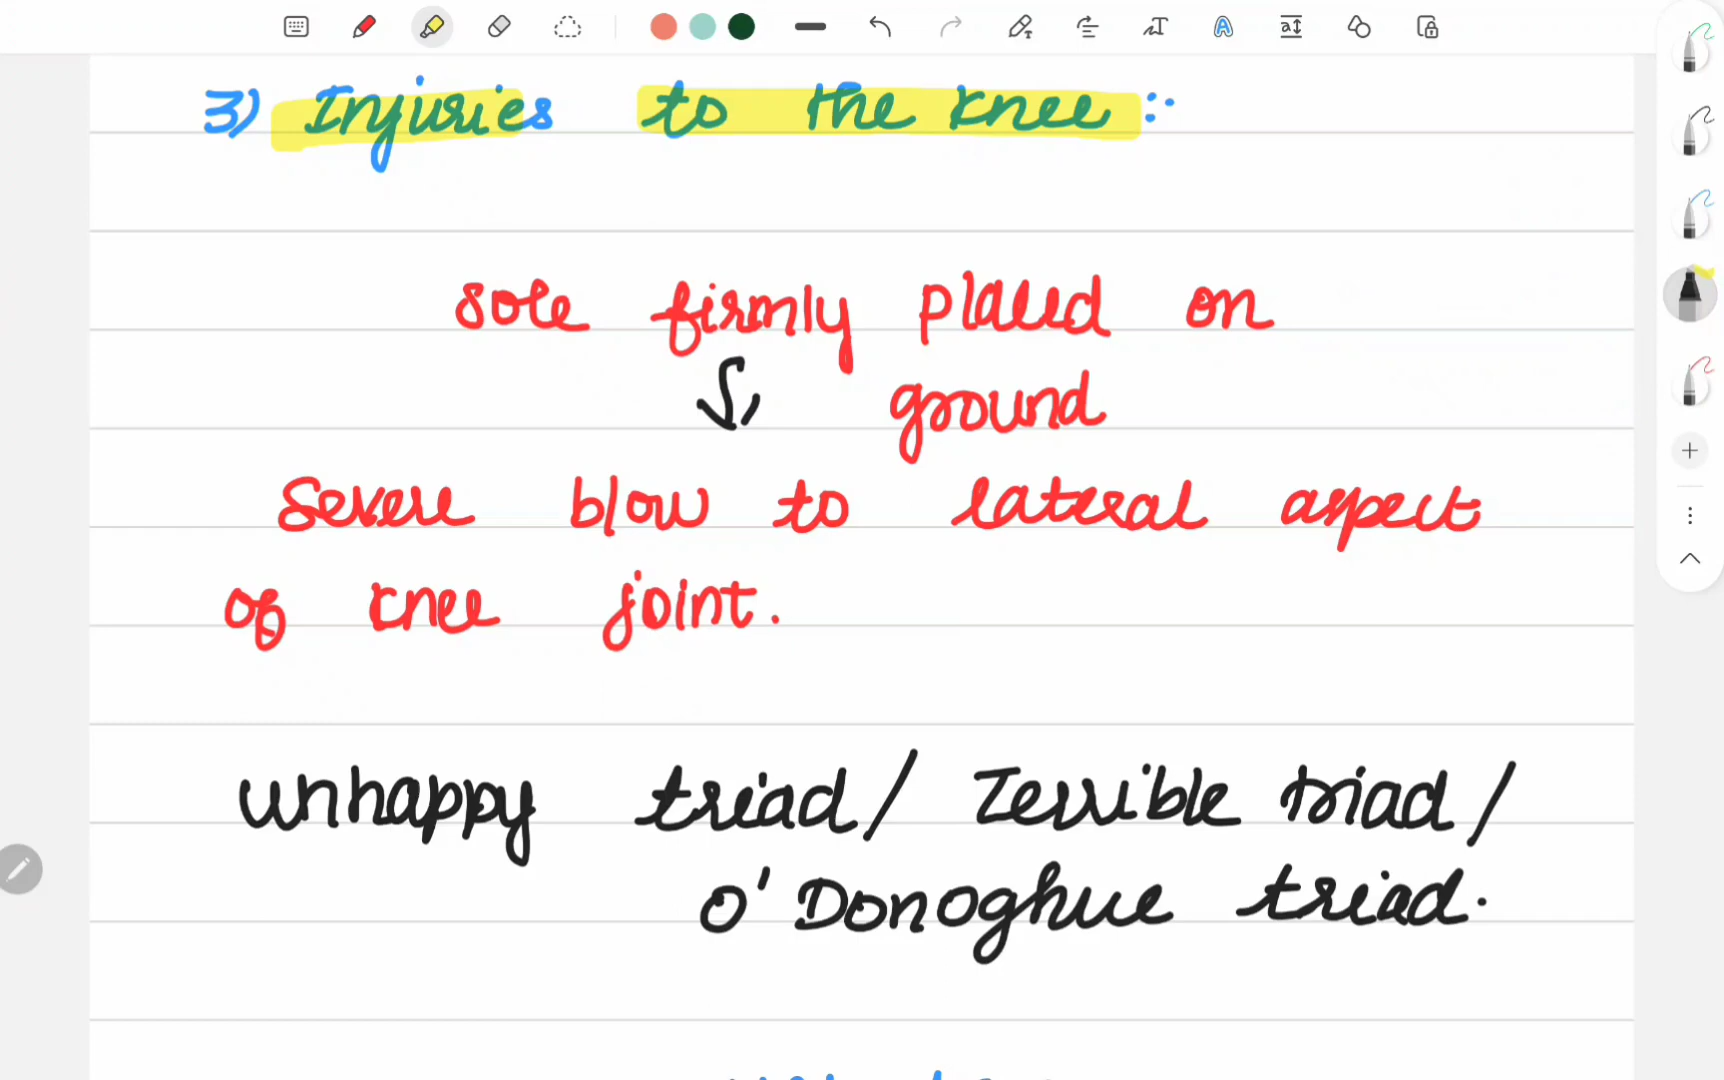 3) Injuries to the knee :-
sole firmly placed on
ground
Severe blow to lateral aspect
of knee joint.
unhappy triad/ Terrible triad/
O'Donoghue triad.